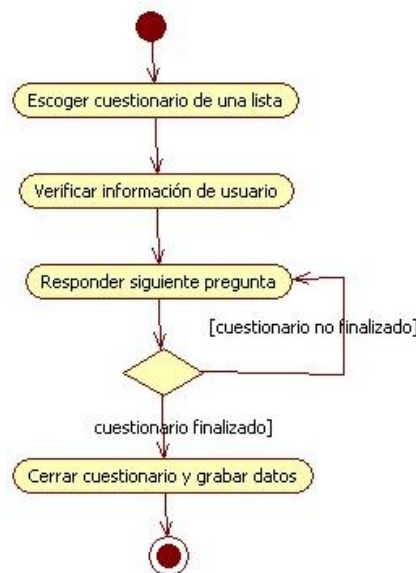 Escoger cuestionario de una lista
Verificar información de usuario
Responder siguiente pregunta
[cuestionario no finalizado]
cuestionario finalizado]
Cerrar cuestionario y grabar datos